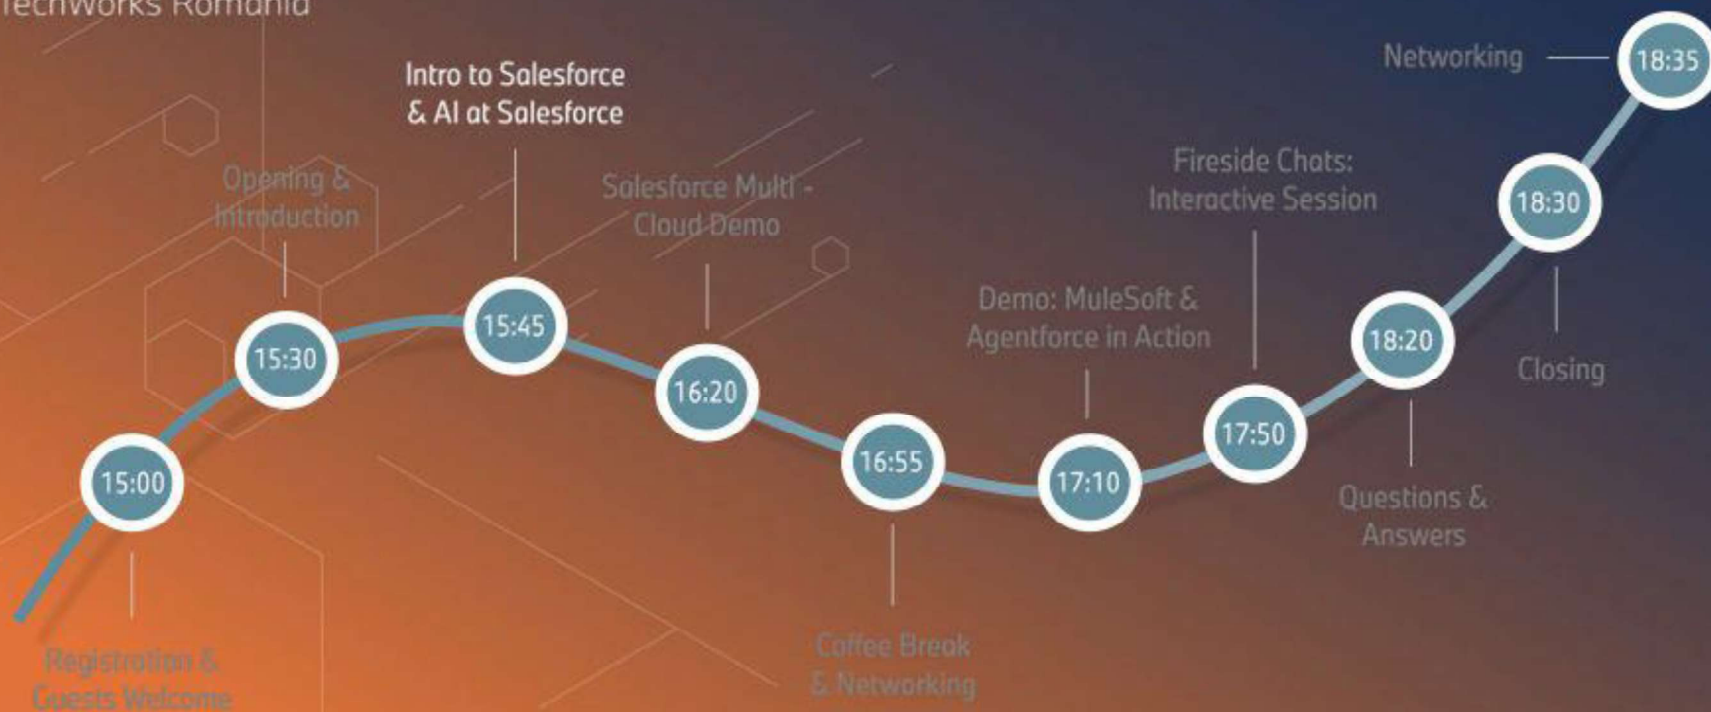 TechWorks Romania
Intro to Salesforce
& AI at Salesforce
Opening &
Introduction
Salesforce Multi -
Cloud Demo
Demo: MuleSoft &
Agentforce in Action
Fireside Chats:
Interactive Session
Networking
18:35
18:30
Closing
15:00
15:30
15:45
16:20
16:55
17:10
17:50
18:20
Questions &
Answers
Registration &
Guests Welcome
Coffee Break
& Networking